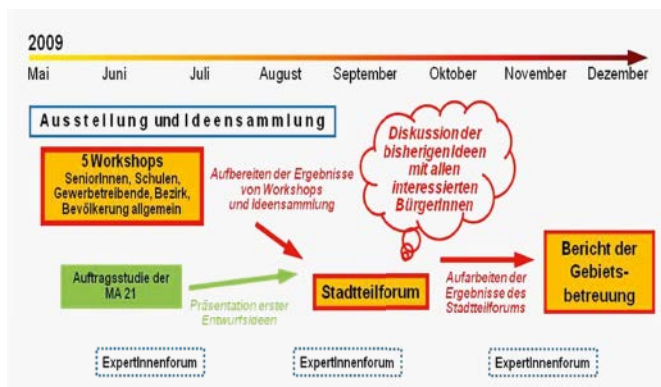 2009
Mai Juni Juli August September Oktober November Dezember
Ausstellung und Ideensammlung
5 Workshops
SeniorInnen, Schulen,
Gewerbetreibende, Bezirk,
Bevölkerung allgemein
Aufbereiten der Ergebnisse
von Workshops
und Ideensammlung
Diskussion der
bisherigen Ideen
mit allen
interessierten
BürgerInnen
Auftragsstudie der
MA 21
Präsentation erster
Entwurfsideen
Stadtteilforum
Aufarbeiten der
Ergebnisse des
Stadtteilforums
Bericht der
Gebiets-
betreuung
ExpertInnenforum
ExpertInnenforum
ExpertInnenforum